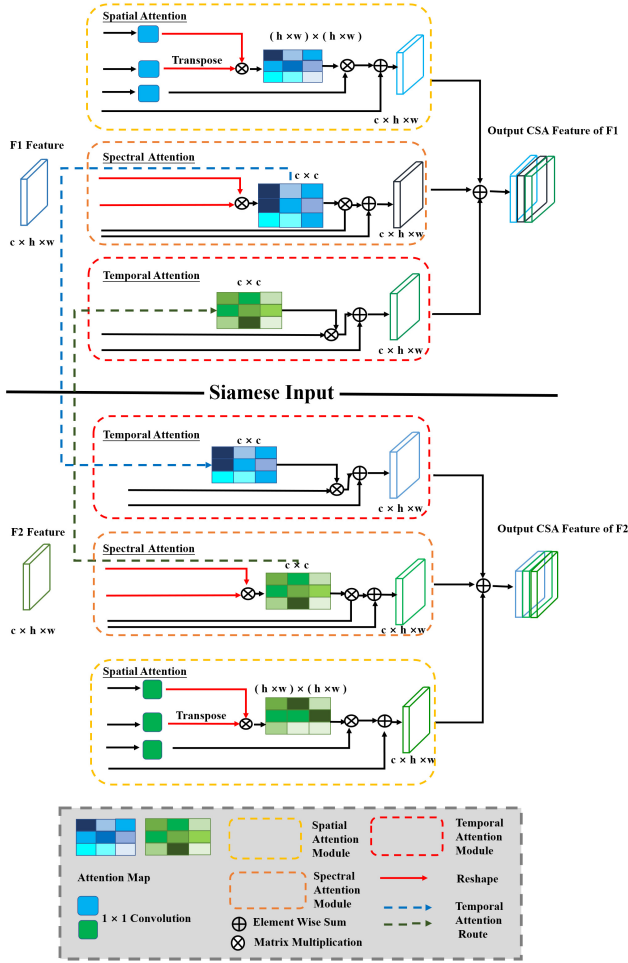 Spatial Attention
( h ×w ) × ( h ×w )
Transpose
c × h ×w
F1 Feature
c × h ×w
Spectral Attention
c × c
c × h ×w
Output CSA Feature of F1
Temporal Attention
c × c
c × h ×w
Siamese Input
Temporal Attention
c × c
c × h ×w
F2 Feature
c × h ×w
Spectral Attention
c × c
c × h ×w
Output CSA Feature of F2
Spatial Attention
( h ×w ) × ( h ×w )
Transpose
c × h ×w
Attention Map
1 × 1 Convolution
Spatial
Attention
Module
Spectral
Attention
Module
Element Wise Sum
Matrix Multiplication
Temporal
Attention
Module
Reshape
Temporal
Attention
Route